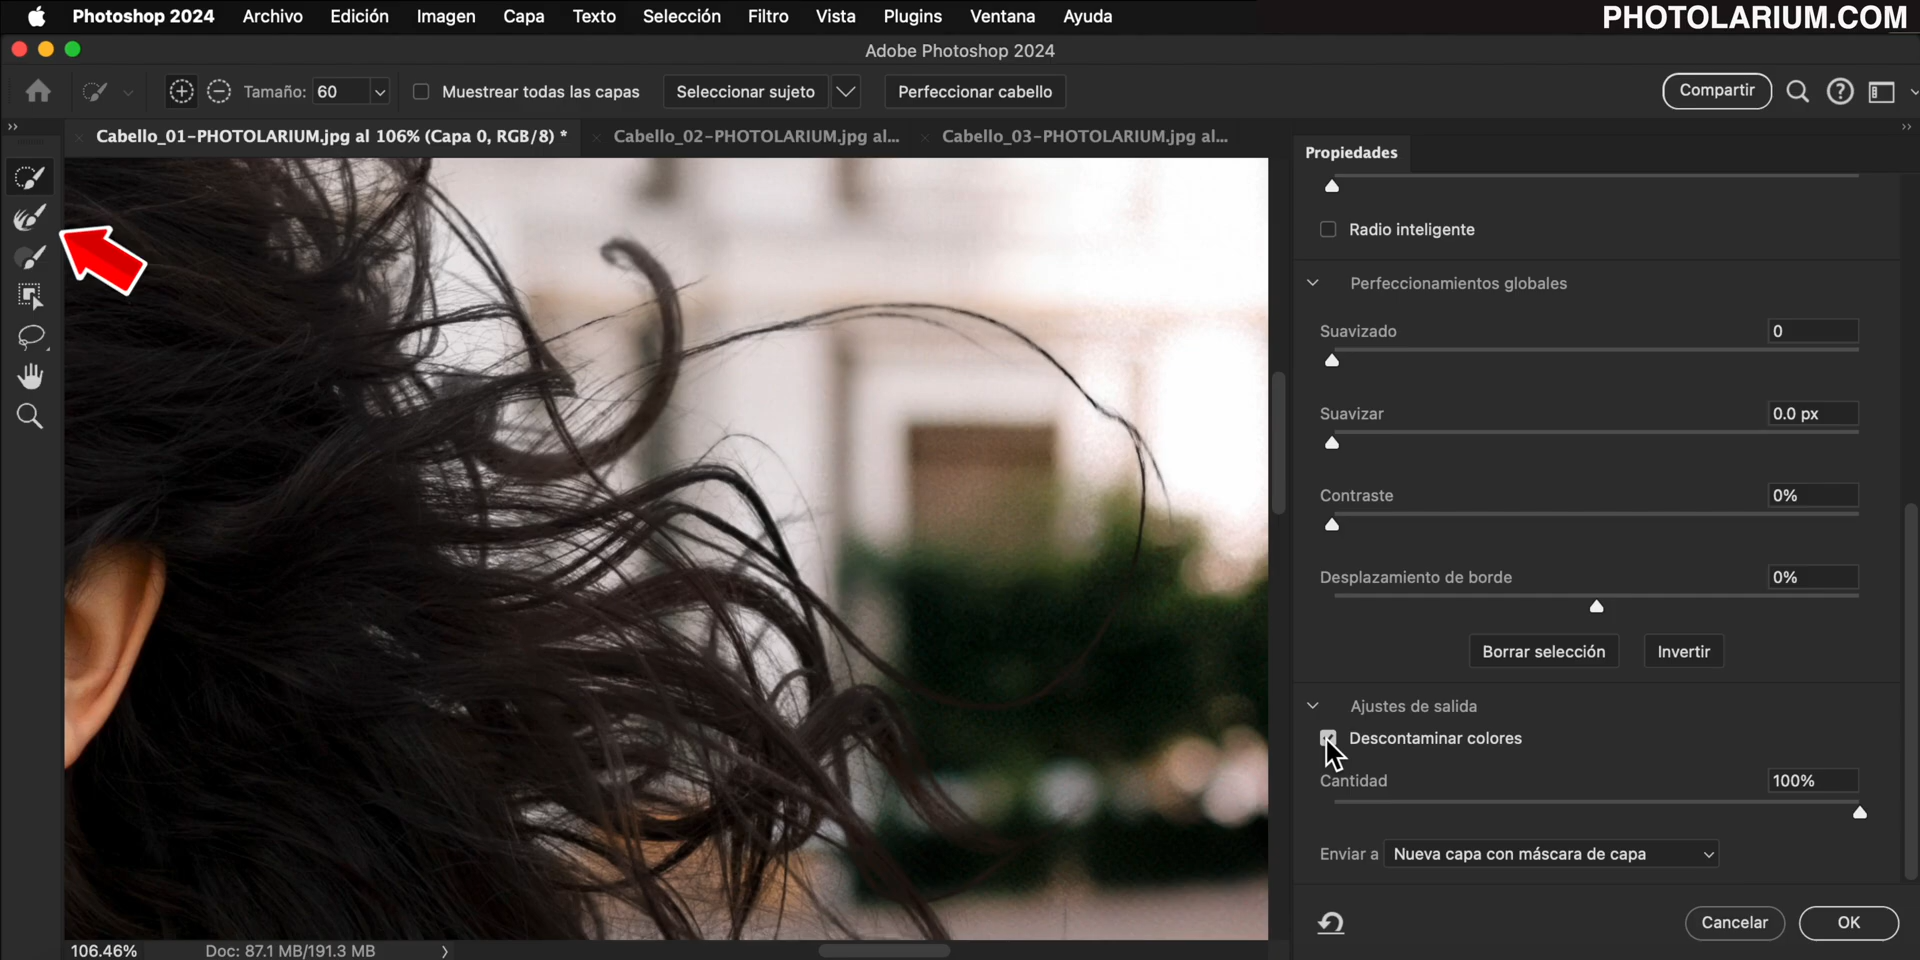 Photoshop 2024 Archivo Edición Imagen Capa Texto Selección Filtro Vista Plugins Ventana Ayuda
PHOTOLARIUM.COM
Adobe Photoshop 2024
Tamaño: 60 Muestrear todas las capas Seleccionar sujeto Perfeccionar cabello Compartir
Cabello_01-PHOTOLARIUM.jpg al 106% (Capa 0, RGB/8) * Cabello_02-PHOTOLARIUM.jpg al... Cabello_03-PHOTOLARIUM.jpg al...
Propiedades
Radio inteligente
Perfeccionamientos globales
Suavizado 0
Suavizar 0.0 px
Contraste 0%
Desplazamiento de borde 0%
Borrar selección Invertir
Ajustes de salida
Descontaminar colores
Cantidad 100%
Enviar a Nueva capa con máscara de capa
Cancelar OK
106.46% Doc: 87.1 MB/191.3 MB